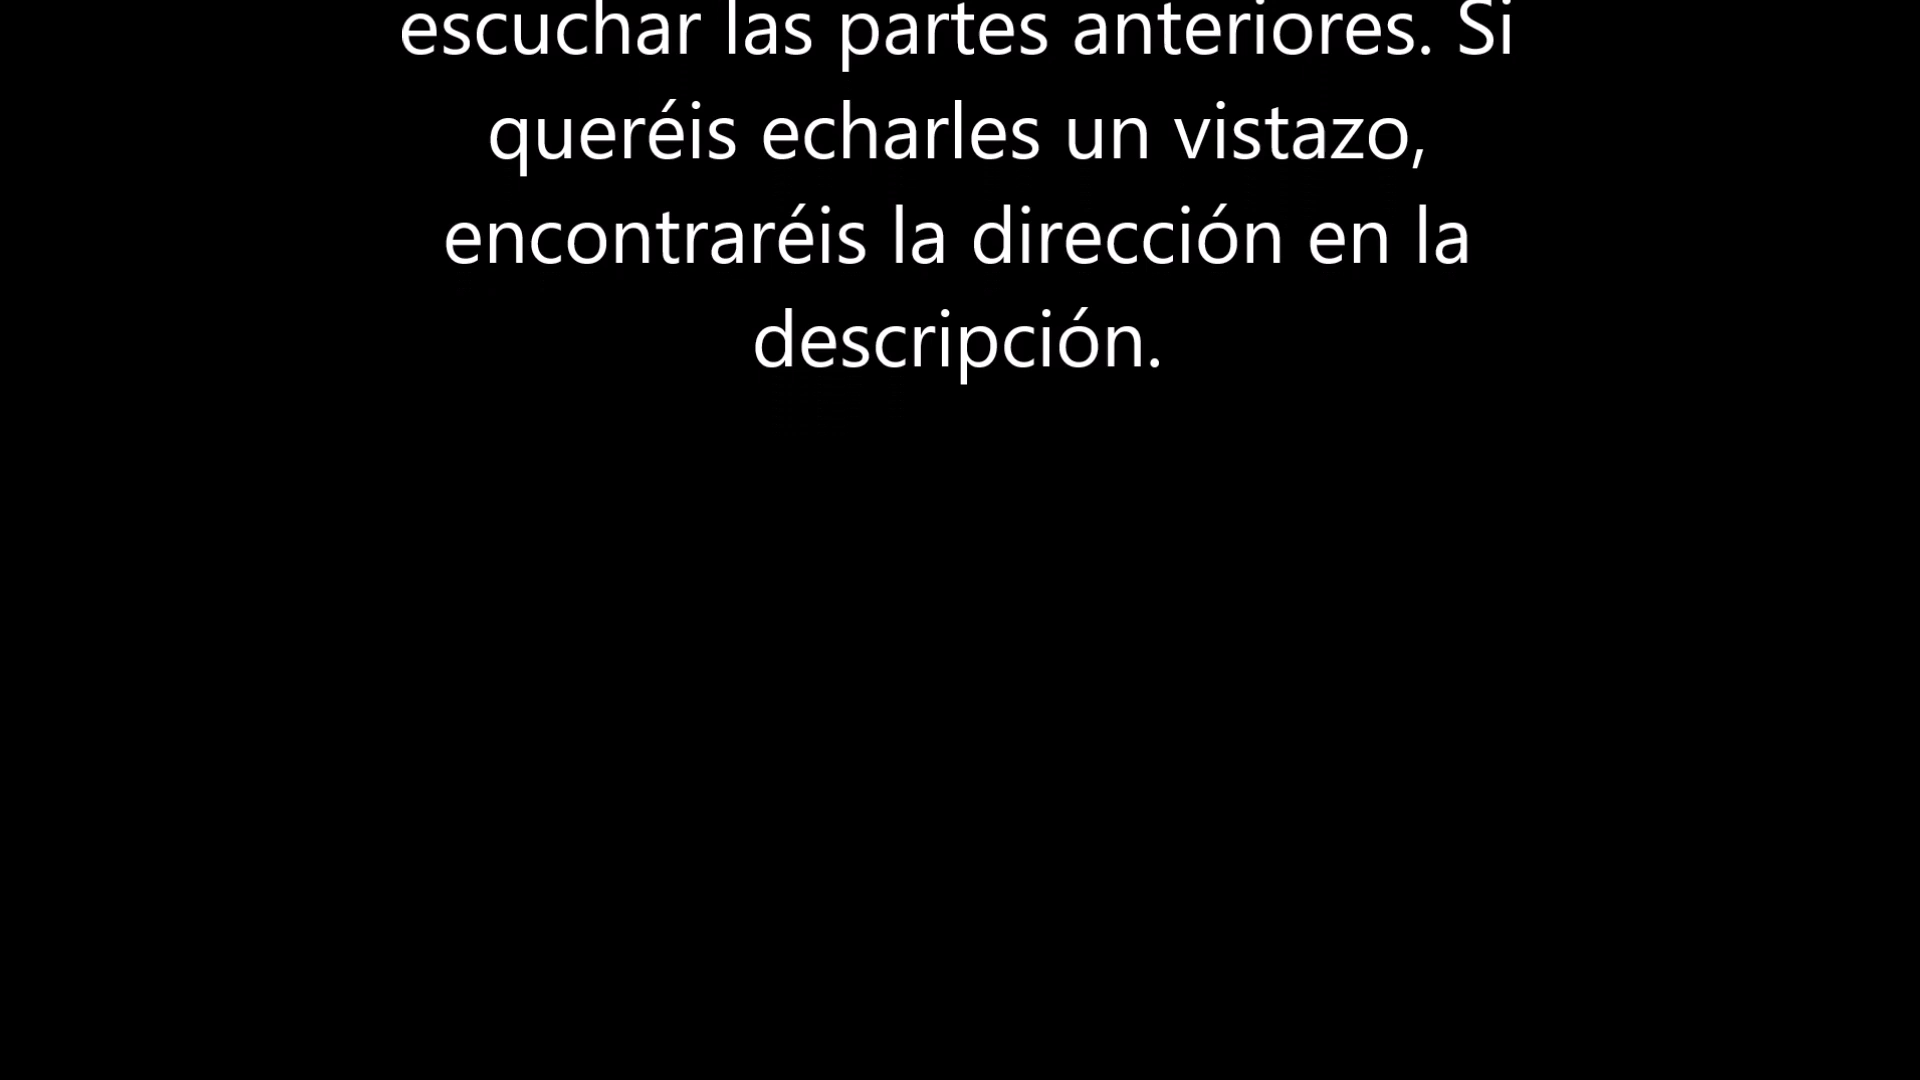 escuchar las partes anteriores. Si
queréis echarles un vistazo,
encontraréis la dirección en la
descripción.